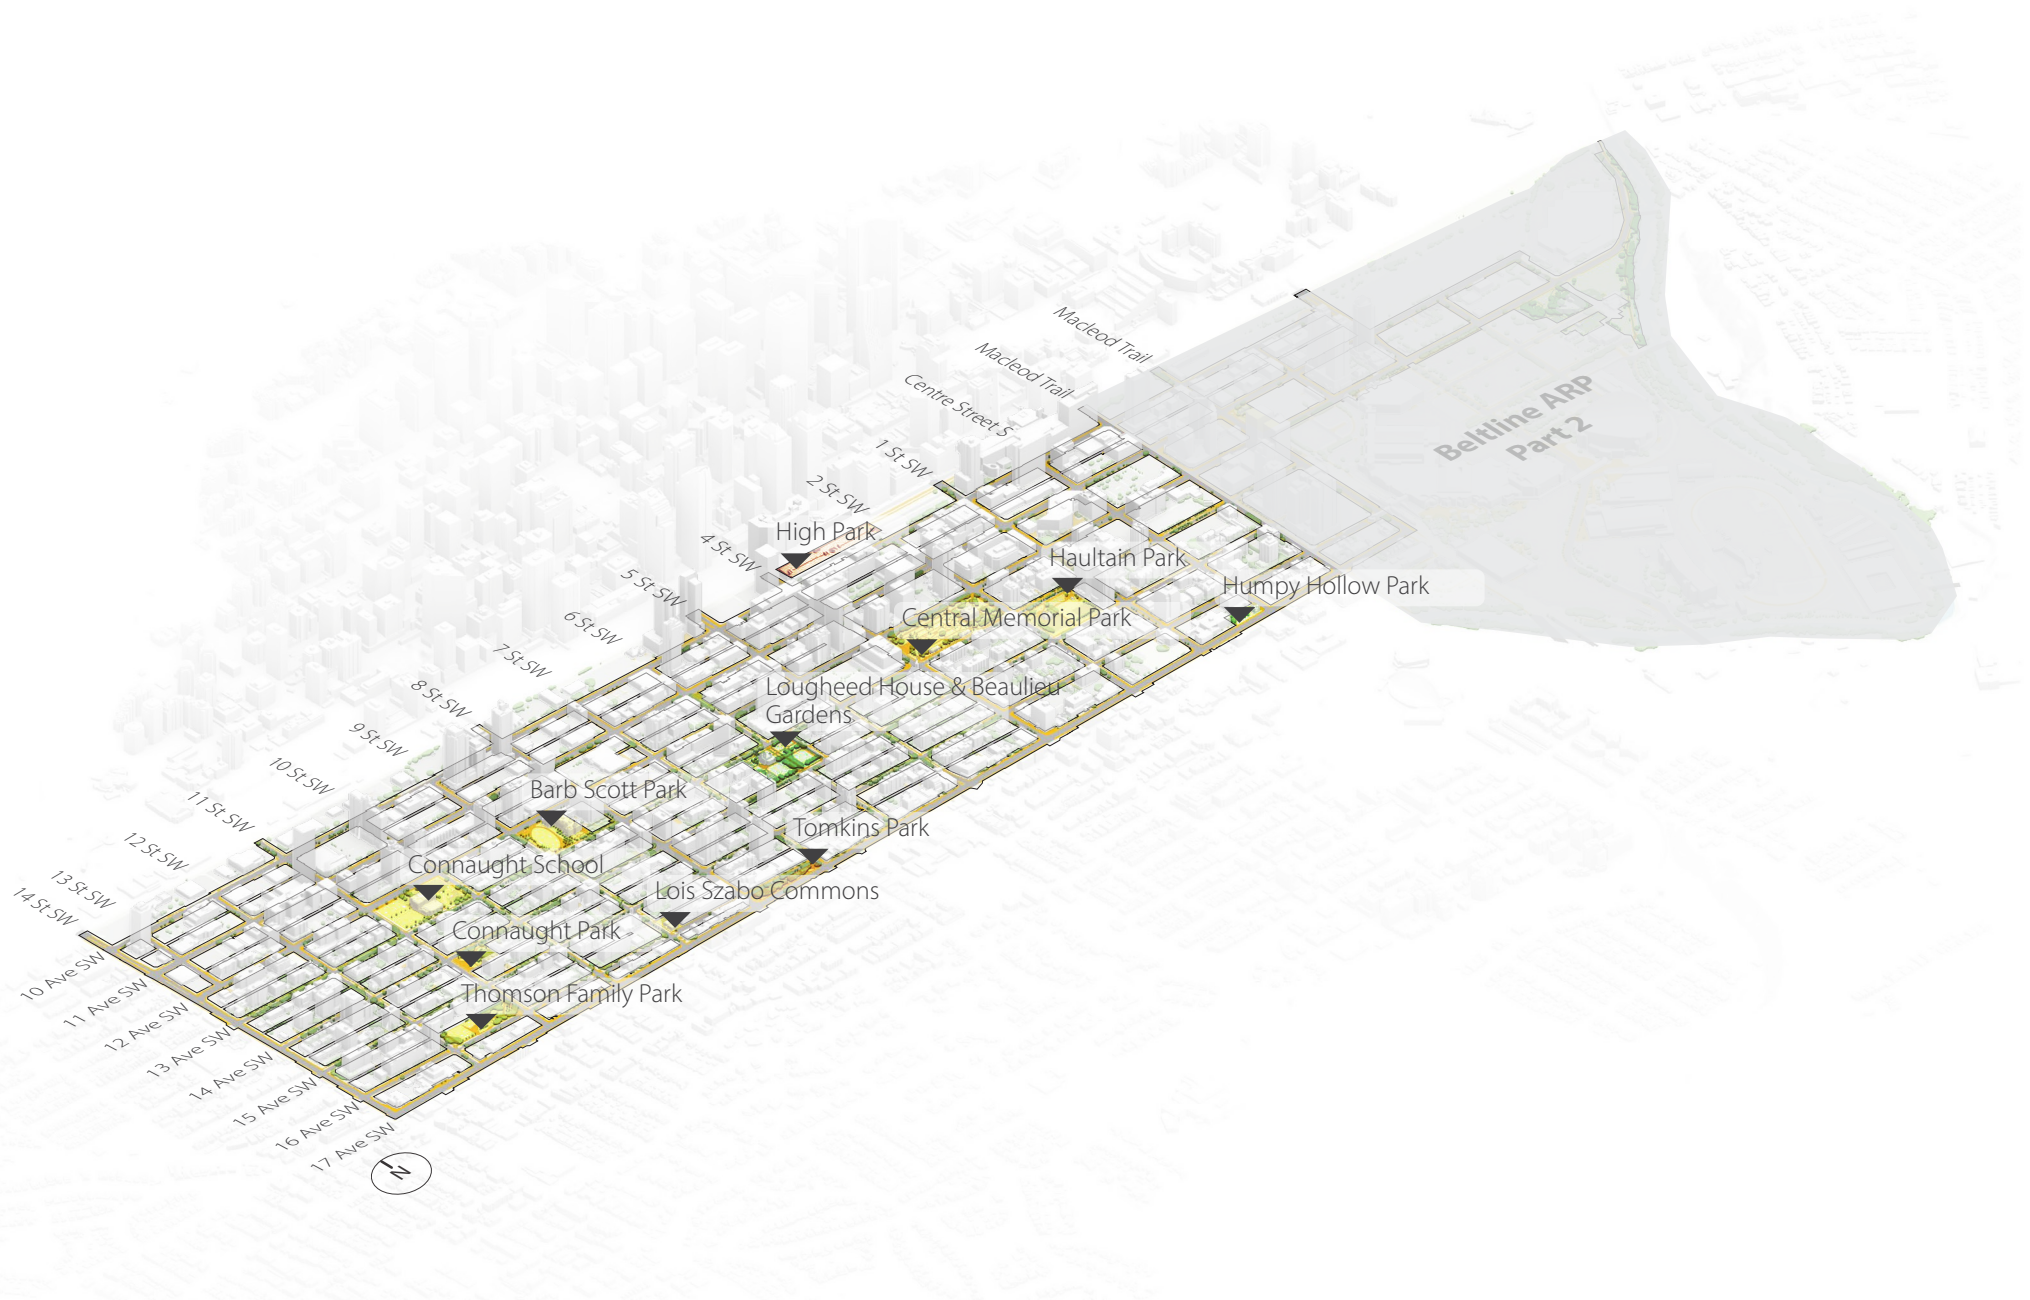 Macleod Trail
Macleod Trail
Centre Street S
1 St SW
2 St SW
4 St SW
5 St SW
6 St SW
7 St SW
8 St SW
9 St SW
10 St SW
11 St SW
12 St SW
13 St SW
14 St SW
Beltline ARP
Part 2
High Park
Haultain Park
Humpy Hollow Park
Central Memorial Park
Lougheed House & Beaulieu
Gardens
Barb Scott Park
Tomkins Park
Connaught School
Lois Szabo Commons
Connaught Park
Thomson Family Park
10 Ave SW
11 Ave SW
12 Ave SW
13 Ave SW
14 Ave SW
15 Ave SW
16 Ave SW
17 Ave SW
N